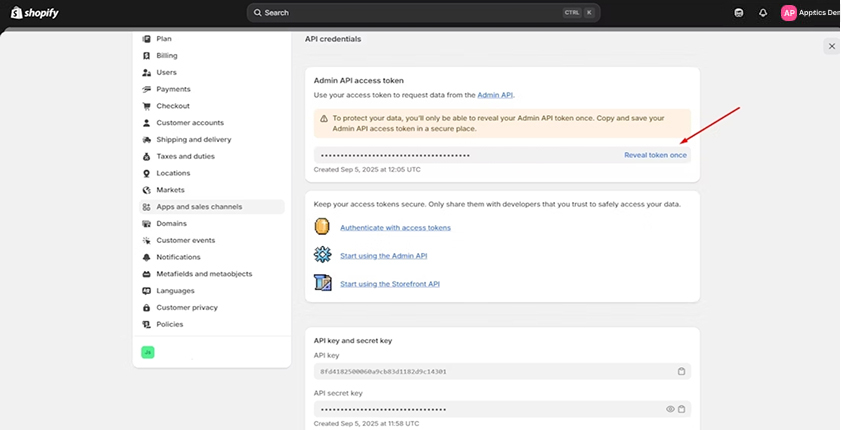 shopify
Search
CTRL K
AP
Apptics Den
Plan
Billing
Users
Payments
Checkout
Customer accounts
Shipping and delivery
Taxes and duties
Locations
Markets
Apps and sales channels
Domains
Customer events
Notifications
Metafields and metaobjects
Languages
Customer privacy
Policies
JS
API credentials
Admin API access token
Use your access token to request data from the Admin API.
To protect your data, you'll only be able to reveal your Admin API token once. Copy and save your
Admin API access token in a secure place.
Reveal token once
Created Sep 5, 2025 at 12:05 UTC
Keep your access tokens secure. Only share them with developers that you trust to safely access your data.
Authenticate with access tokens
Start using the Admin API
Start using the Storefront API
API key and secret key
API key
8fd4182500060a9cb83d1182d9c14301
API secret key
Created Sep 5, 2025 at 11:58 UTC